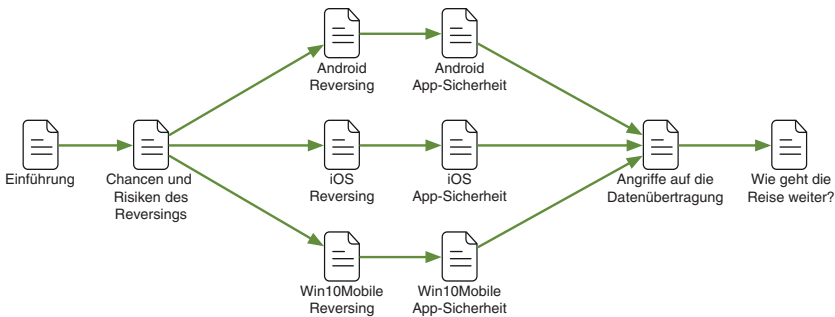 Einführung
Chancen und
Risiken des
Reversings
Android
Reversing
Android
App-Sicherheit
iOS
Reversing
iOS
App-Sicherheit
Win10Mobile
Reversing
Win10Mobile
App-Sicherheit
Angriffe auf die
Datenübertragung
Wie geht die
Reise weiter?